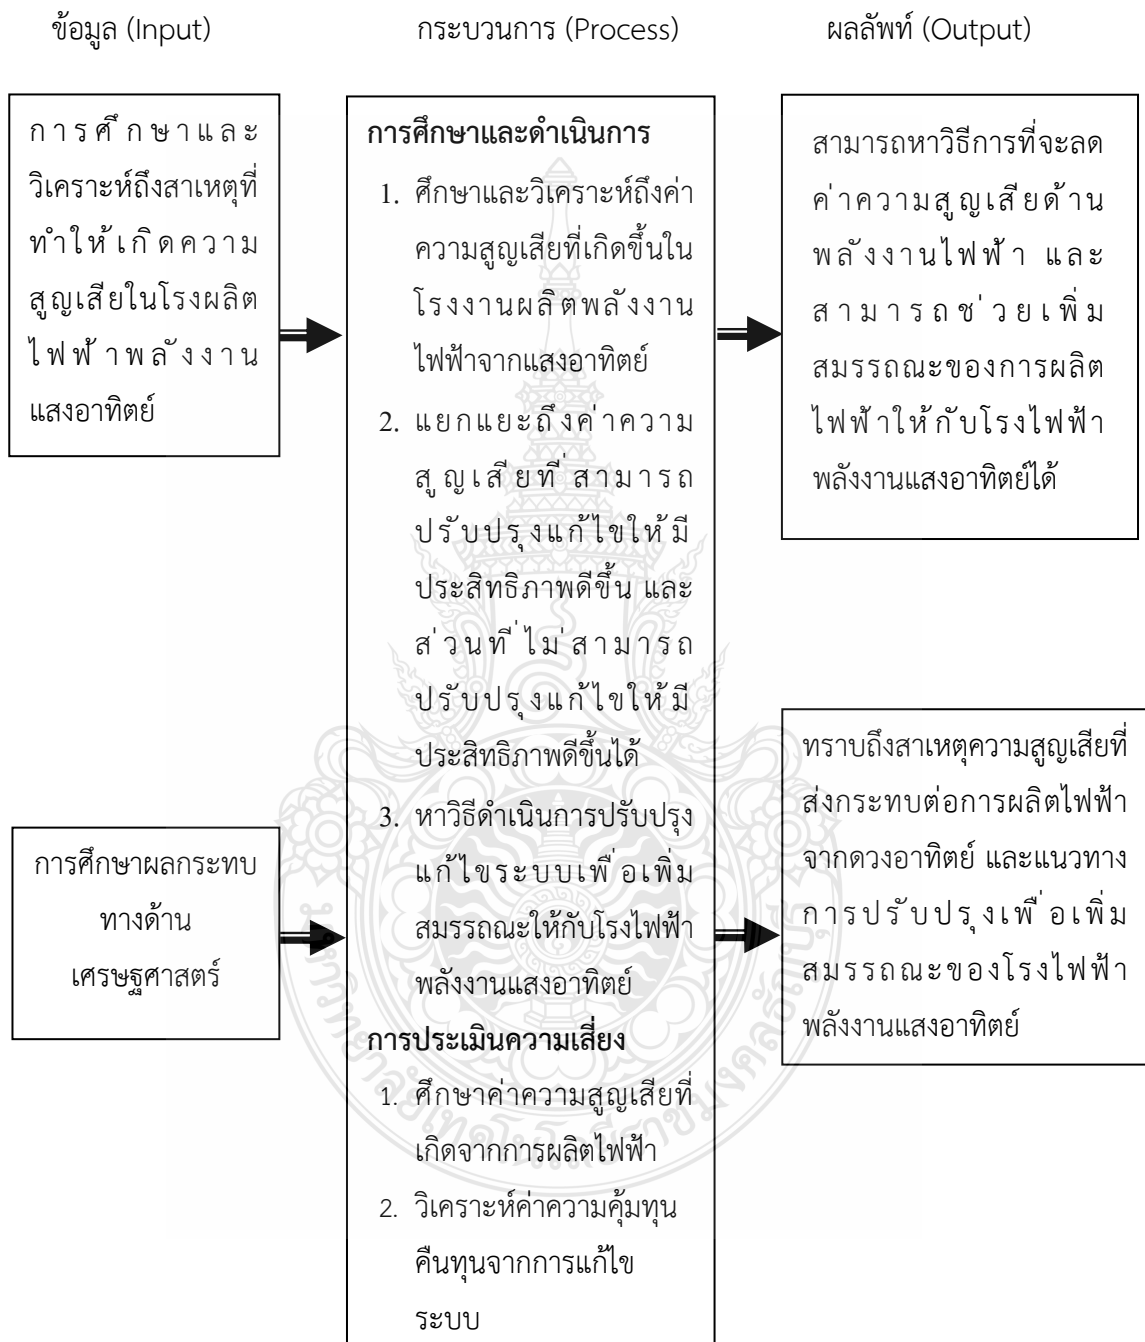 ข้อมูล (Input)
กระบวนการ (Process)
ผลลัพท์ (Output)
การศึกษาและ
วิเคราะห์ถึงสาเหตุที่
ทำให้เกิดความ
สูญเสียในโรงผลิต
ไฟฟ้าพลังงาน
แสงอาทิตย์
การศึกษาผลกระทบ
ทางด้าน
เศรษฐศาสตร์
การศึกษาและดำเนินการ
1. ศึกษาและวิเคราะห์ถึงค่า
ความสูญเสียที่เกิดขึ้นใน
โรงงานผลิตพลังงาน
ไฟฟ้าจากแสงอาทิตย์
2. แยกแยะถึงค่าความ
สูญเสียที่สามารถ
ปรับปรุงแก้ไขให้มี
ประสิทธิภาพดีขึ้น และ
ส่วนที่ไม่สามารถ
ปรับปรุงแก้ไขให้มี
ประสิทธิภาพดีขึ้นได้
3. หาวิธีดำเนินการปรับปรุง
แก้ไขระบบเพื่อเพิ่ม
สมรรถณะให้กับโรงไฟฟ้า
พลังงานแสงอาทิตย์
การประเมินความเสี่ยง
1. ศึกษาค่าความสูญเสียที่
เกิดจากการผลิตไฟฟ้า
2. วิเคราะห์ค่าความคุ้มทุน
คืนทุนจากการแก้ไข
ระบบ
สามารถหาวิธีการที่จะลด
ค่าความสูญเสียด้าน
พลังงานไฟฟ้า และ
สามารถช่วยเพิ่ม
สมรรถณะของการผลิต
ไฟฟ้าให้กับโรงไฟฟ้า
พลังงานแสงอาทิตย์ได้
ทราบถึงสาเหตุความสูญเสียที่
ส่งกระทบต่อการผลิตไฟฟ้า
จากดวงอาทิตย์ และแนวทาง
การปรับปรุงเพื่อเพิ่ม
สมรรถณะของโรงไฟฟ้า
พลังงานแสงอาทิตย์